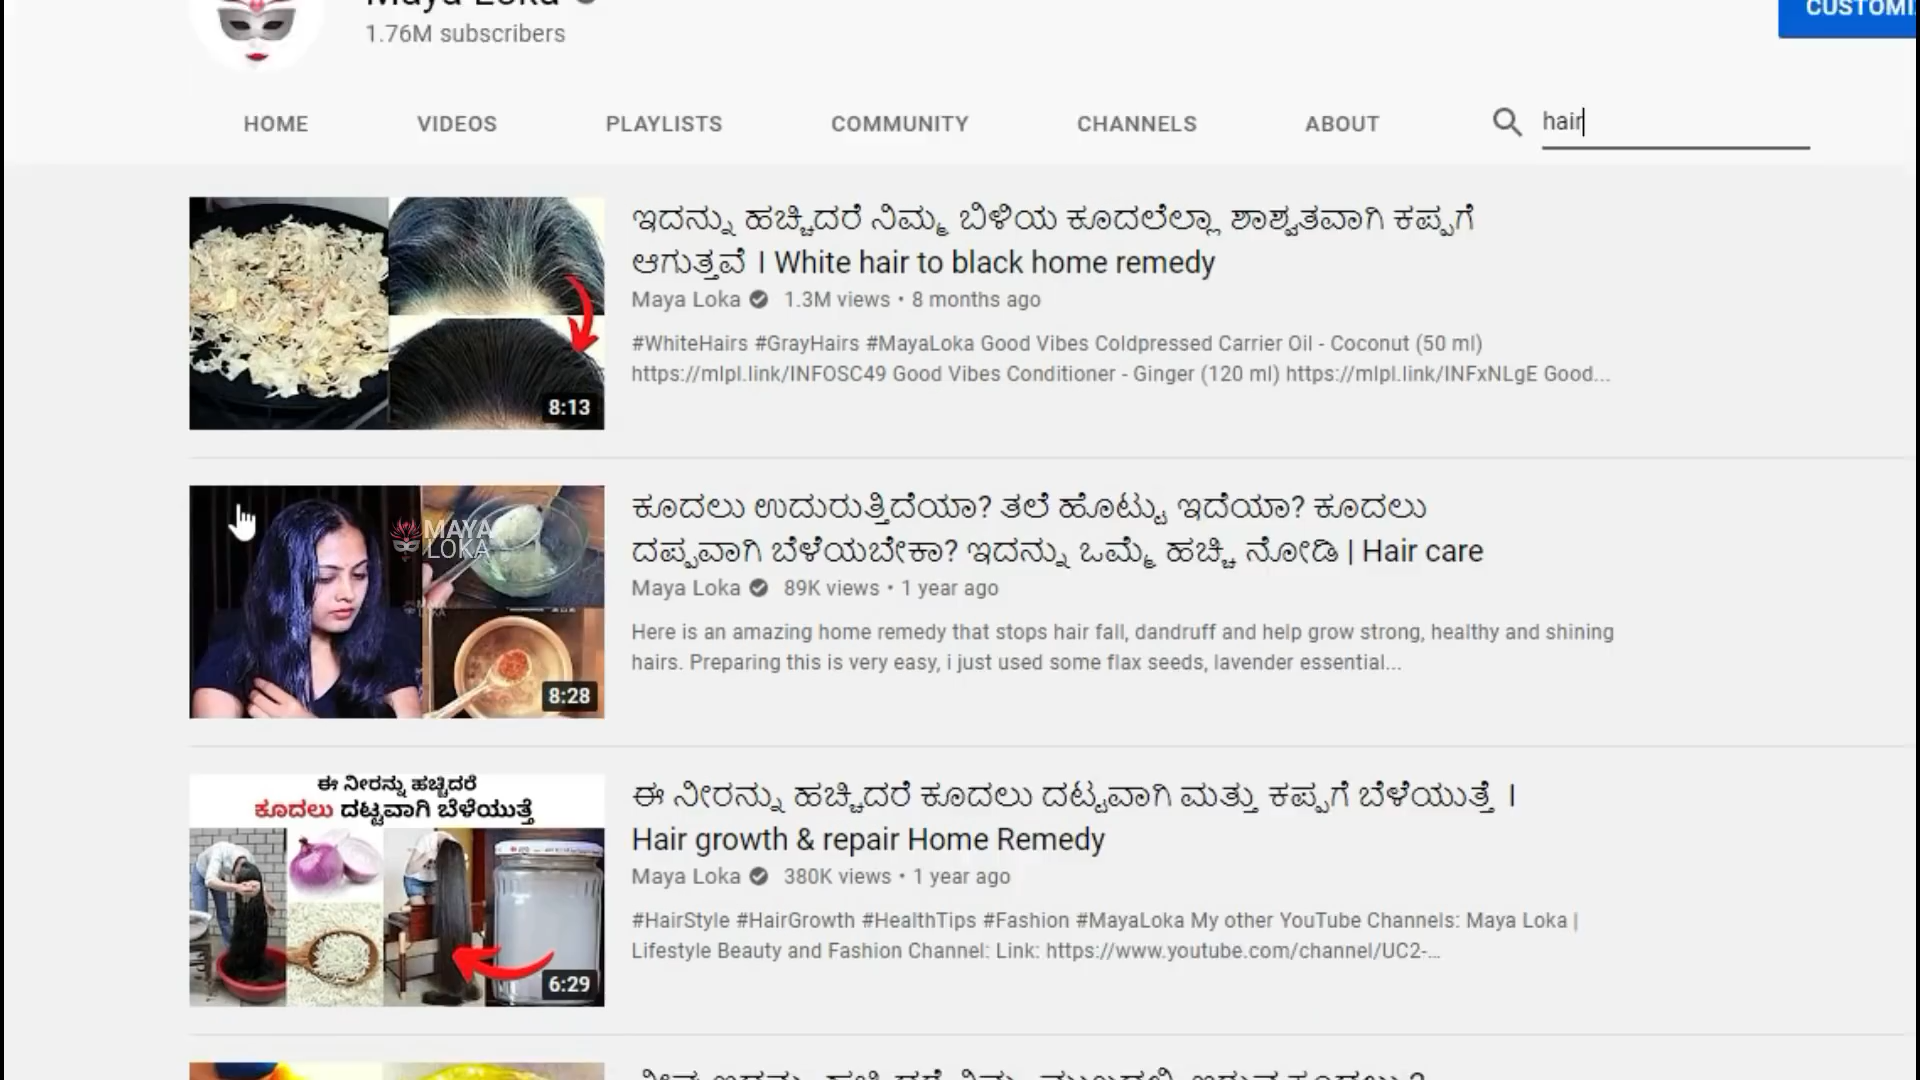 Maya Loka
1.76M subscribers
CUSTOMI
HOME VIDEOS PLAYLISTS COMMUNITY CHANNELS ABOUT hair
ಇದನ್ನು ಹಚ್ಚಿದರೆ ನಿಮ್ಮ ಬಿಳಿಯ ಕೂದಲೆಲ್ಲಾ ಶಾಶ್ವತವಾಗಿ ಕಪ್ಪಗೆ
ಆಗುತ್ತವೆ l White hair to black home remedy
Maya Loka 1.3M views • 8 months ago
#WhiteHairs #GrayHairs #MayaLoka Good Vibes Coldpressed Carrier Oil - Coconut (50 ml)
https://mlpl.link/INFOSC49 Good Vibes Conditioner - Ginger (120 ml) https://mlpl.link/INFxNLgE Good...
8:13
ಕೂದಲು ಉದುರುತ್ತಿದೆಯಾ? ತಲೆ ಹೊಟ್ಟು ಇದೆಯಾ? ಕೂದಲು
ದಪ್ಪವಾಗಿ ಬೆಳೆಯಬೇಕಾ? ಇದನ್ನು ಒಮ್ಮೆ ಹಚ್ಚಿ ನೋಡಿ | Hair care
Maya Loka 89K views • 1 year ago
Here is an amazing home remedy that stops hair fall, dandruff and help grow strong, healthy and shining
hairs. Preparing this is very easy, i just used some flax seeds, lavender essential...
MAYA
LOKA
8:28
ಈ ನೀರನ್ನು ಹಚ್ಚಿದರೆ
ಕೂದಲು ದಟ್ಟವಾಗಿ ಬೆಳೆಯುತ್ತೆ
6:29
ಈ ನೀರನ್ನು ಹಚ್ಚಿದರೆ ಕೂದಲು ದಟ್ಟವಾಗಿ ಮತ್ತು ಕಪ್ಪಗೆ ಬೆಳೆಯುತ್ತೆ l
Hair growth & repair Home Remedy
Maya Loka 380K views • 1 year ago
#HairStyle #HairGrowth #HealthTips #Fashion #MayaLoka My other YouTube Channels: Maya Loka |
Lifestyle Beauty and Fashion Channel: Link: https://www.youtube.com/channel/UC2-...